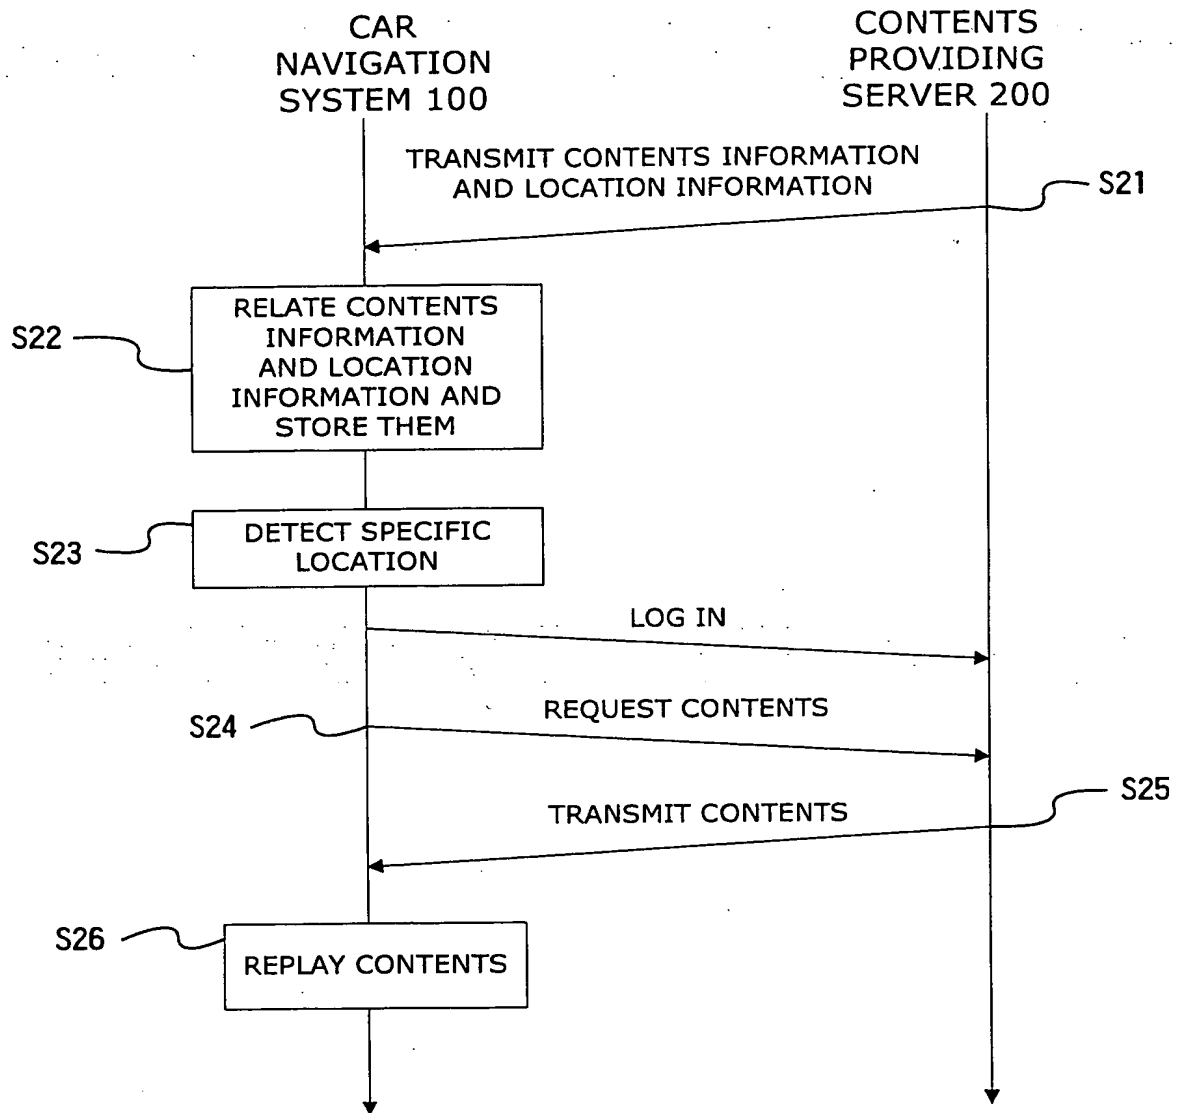 CAR
NAVIGATION
SYSTEM 100
CONTENTS
PROVIDING
SERVER 200
TRANSMIT CONTENTS INFORMATION
AND LOCATION INFORMATION
S21
RELATE CONTENTS
INFORMATION
AND LOCATION
INFORMATION AND
STORE THEM
S22
DETECT SPECIFIC
LOCATION
S23
LOG IN
REQUEST CONTENTS
S24
TRANSMIT CONTENTS
S25
S26
REPLAY CONTENTS